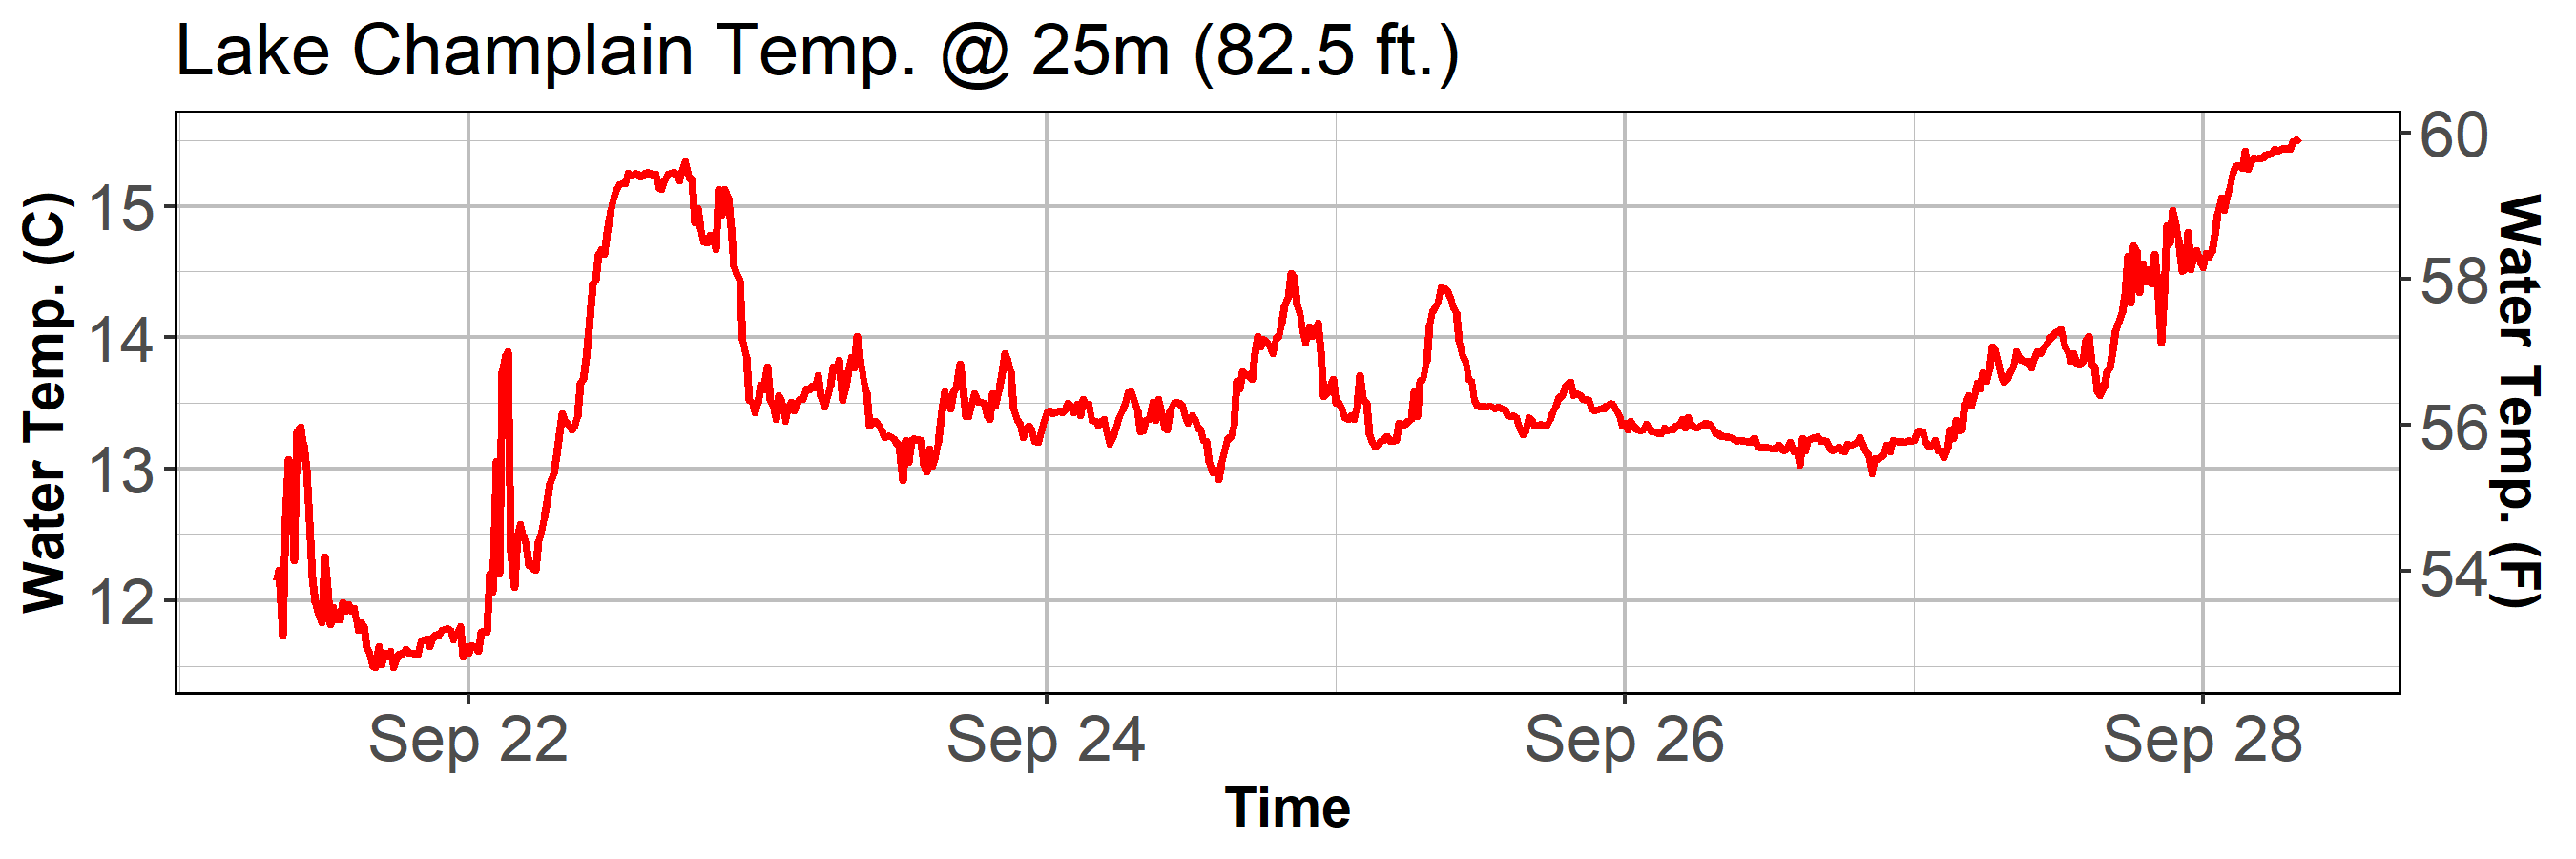 Lake Champlain Temp. @ 25m (82.5 ft.)
Water Temp. (C)
15
14
13
12
60
58
56
54
Water Temp. (F)
Sep 22 Sep 24 Sep 26 Sep 28
Time